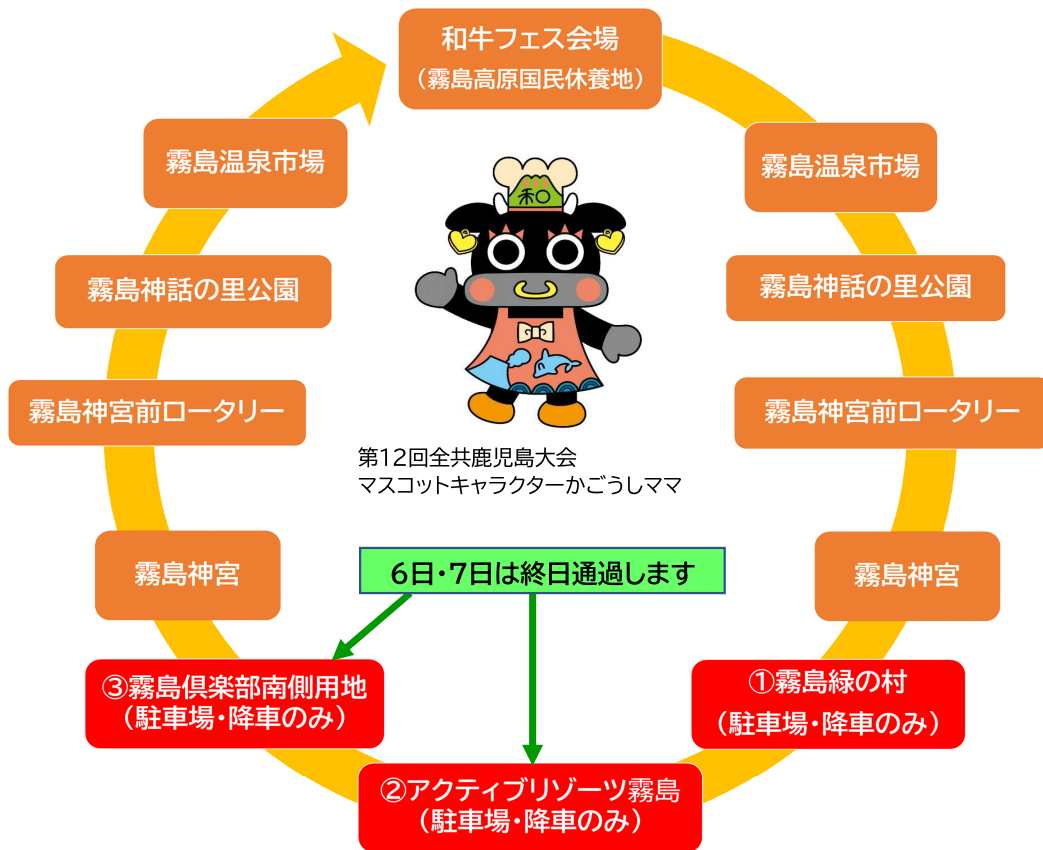 和牛フェス会場
（霧島高原国民休養地）
霧島温泉市場
霧島温泉市場
和
霧島神話の里公園
霧島神話の里公園
霧島神宮前ロータリー
霧島神宮前ロータリー
第12回全共鹿児島大会
マスコットキャラクターかごうしママ
6日・7日は終日通過します
霧島神宮
霧島神宮
③霧島倶楽部南側用地
（駐車場・降車のみ）
①霧島緑の村
（駐車場・降車のみ）
②アクティブリゾーツ霧島
（駐車場・降車のみ）